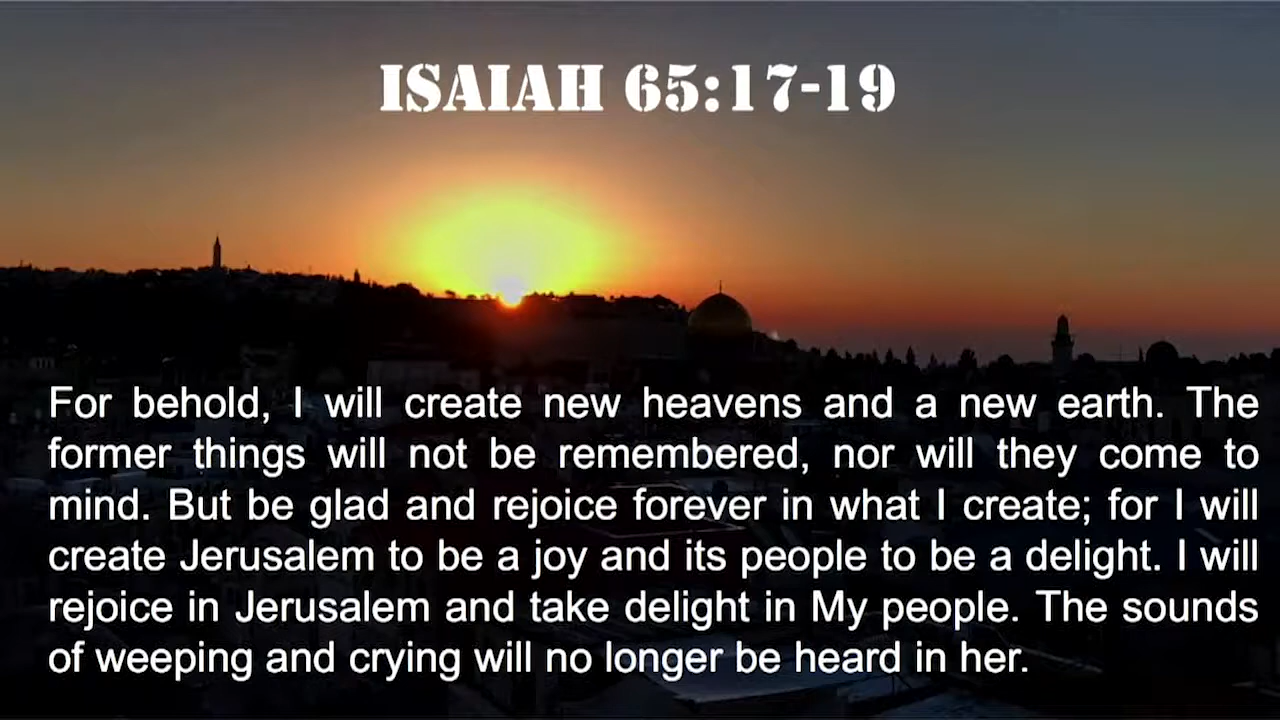 ISAIAH 65:17-19
For behold, I will create new heavens and a new earth. The
former things will not be remembered, nor will they come to
mind. But be glad and rejoice forever in what I create; for I will
create Jerusalem to be a joy and its people to be a delight. I will
rejoice in Jerusalem and take delight in My people. The sounds
of weeping and crying will no longer be heard in her.